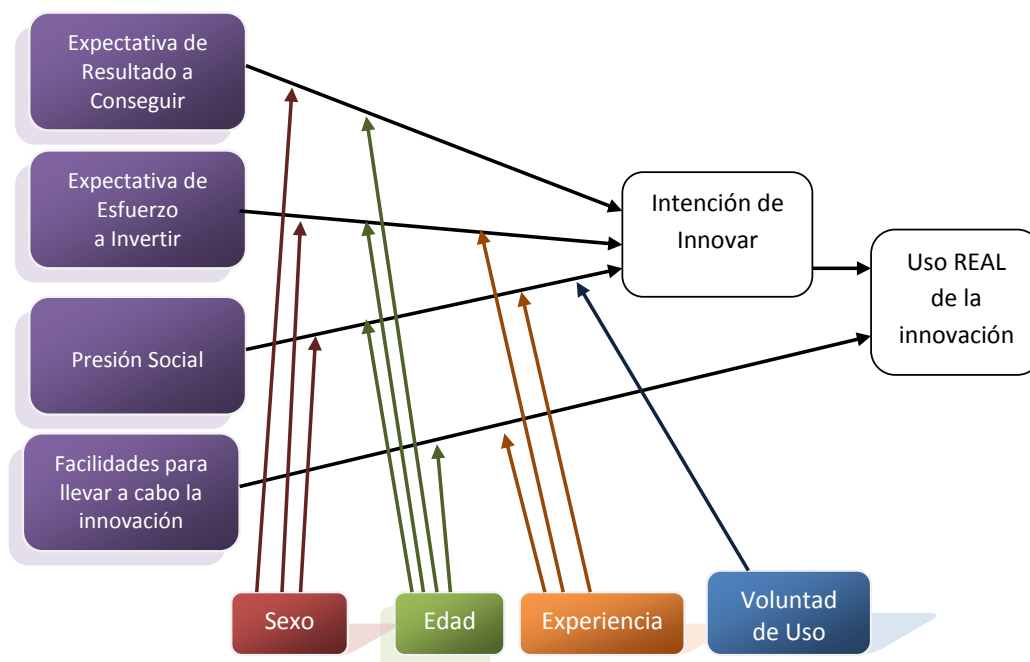 Expectativa de
Resultado a
Conseguir
Expectativa de
Esfuerzo
a Invertir
Presión Social
Facilidades para
llevar a cabo la
innovación
Intención de
Innovar
Uso REAL
de la
innovación
Sexo
Edad
Experiencia
Voluntad
de Uso